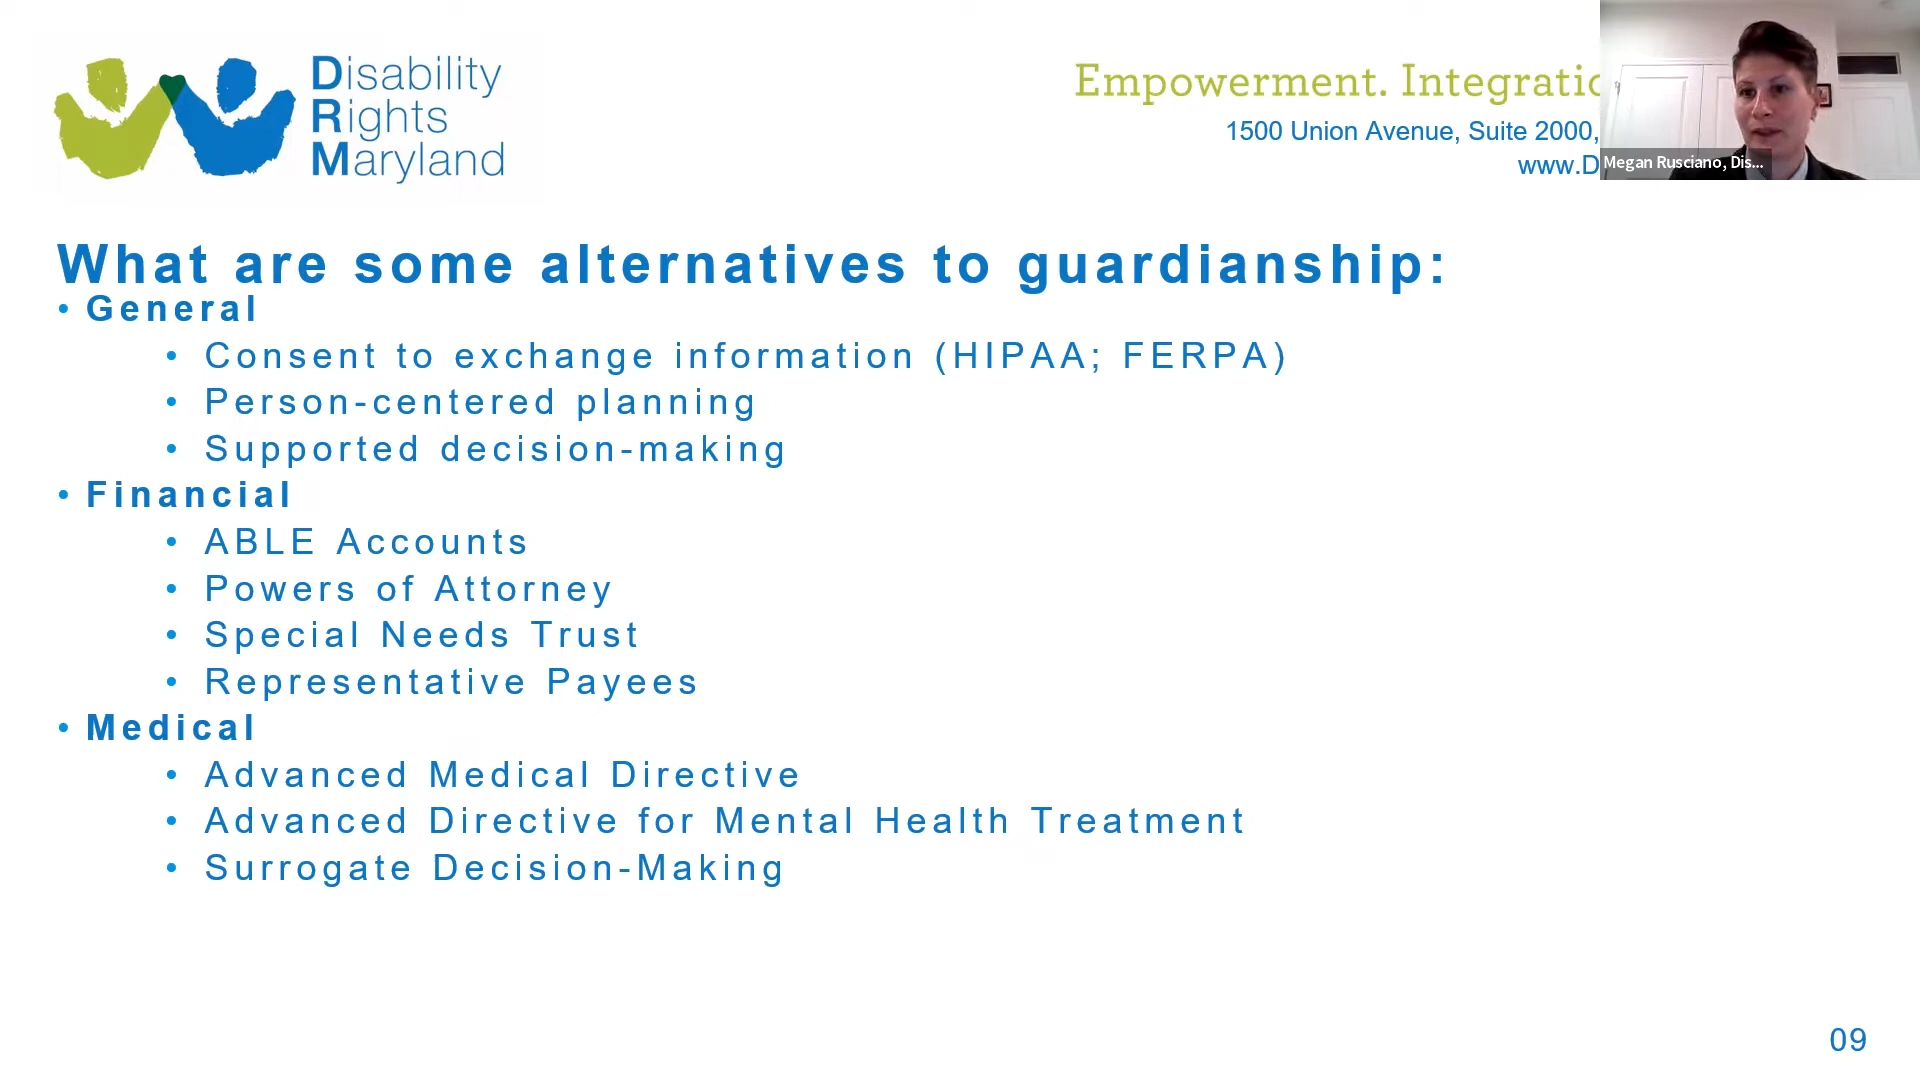 Disability
Rights
Maryland
Empowerment. Integratio
1500 Union Avenue, Suite 2000,
www.D
Megan Rusciano, Dis...
What are some alternatives to guardianship:
• General
• Consent to exchange information (HIPAA; FERPA)
• Person-centered planning
• Supported decision-making
• Financial
• ABLE Accounts
• Powers of Attorney
• Special Needs Trust
• Representative Payees
• Medical
• Advanced Medical Directive
• Advanced Directive for Mental Health Treatment
• Surrogate Decision-Making
09